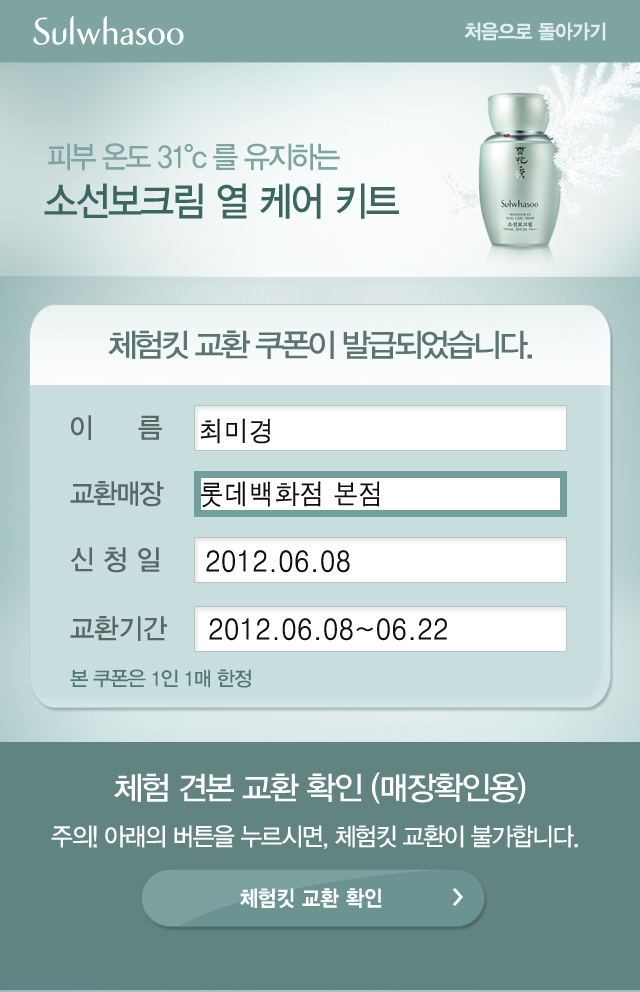 Sulwhasoo
처음으로 돌아가기
피부 온도 31°c 를 유지하는
소선보크림 열 케어 키트
Sulwhasoo
소선보크림
체험킷 교환 쿠폰이 발급되었습니다.
이 름 최미경
교환매장 롯데백화점 본점
신 청 일 2012.06.08
교환기간 2012.06.08~06.22
본 쿠폰은 1인 1매 한정
체험 견본 교환 확인 (매장확인용)
주의! 아래의 버튼을 누르시면, 체험킷 교환이 불가합니다.
체험킷 교환 확인